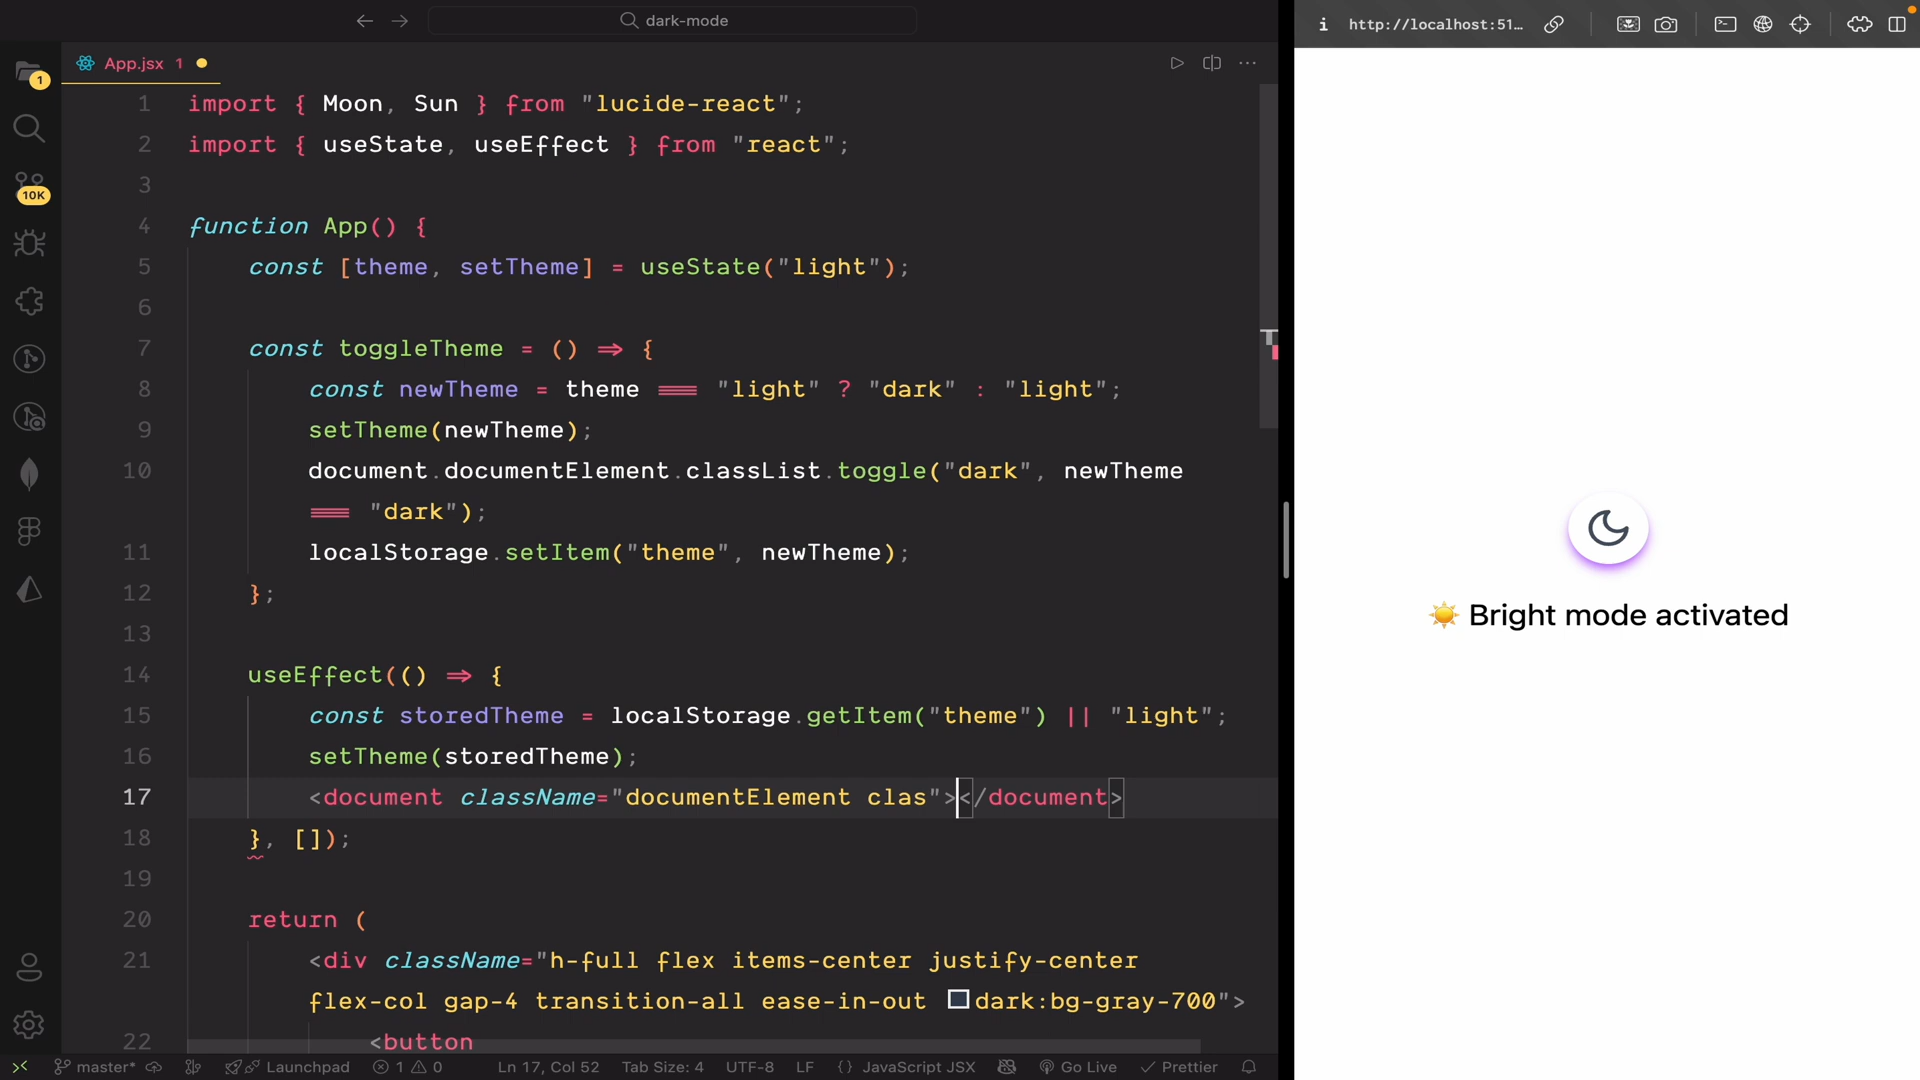 dark-mode
http://localhost:51…
1
App.jsx 1
10K
1 import { Moon, Sun } from "lucide-react";
2 import { useState, useEffect } from "react";
3
4 function App() {
5 const [theme, setTheme] = useState("light");
6
7 const toggleTheme = () => {
8 const newTheme = theme === "light" ? "dark" : "light";
9 setTheme(newTheme);
10 document.documentElement.classList.toggle("dark", newTheme
=== "dark");
11 localStorage.setItem("theme", newTheme);
12 };
13
14 useEffect(() => {
15 const storedTheme = localStorage.getItem("theme") || "light";
16 setTheme(storedTheme);
17 <document className="documentElement clas"></document>
18 }, []);
19
20 return (
21 <div className="h-full flex items-center justify-center
flex-col gap-4 transition-all ease-in-out dark:bg-gray-700">
22 <button
☀️ Bright mode activated
master* Launchpad 1 0 Ln 17, Col 52 Tab Size: 4 UTF-8 LF {} JavaScript JSX Go Live Prettier